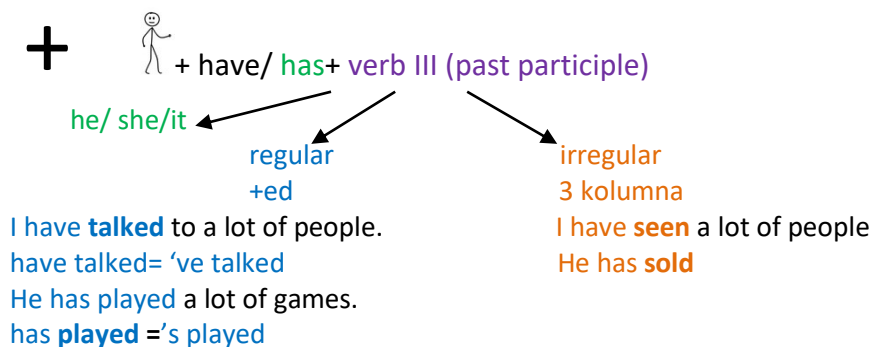 + + have/ has+ verb III (past participle)
he/ she/it
regular
+ed
I have talked to a lot of people.
have talked= ‘ve talked
He has played a lot of games.
has played =’s played
irregular
3 kolumna
I have seen a lot of people
He has sold